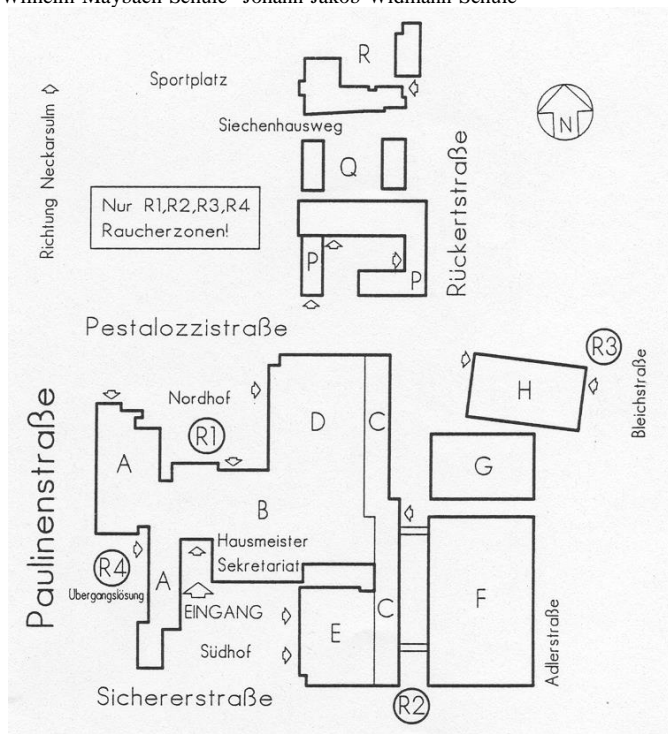 Wilhelm-Maybach-Schule Johann-Jakob-Widmann-Schule
R
Sportplatz
Siechenhausweg
N
Richtung Neckarsulm
Q
Rückertstraße
Nur R1,R2,R3,R4
Raucherzonen!
P
P
Pestalozzistraße
R3
Bleichstraße
H
Paulinenstraße
Nordhof
R1
D
C
A
G
B
Hausmeister
Sekretariat
R4
Übergangslösung
A
EINGANG
F
E
C
Südhof
Adlerstraße
Sichererstraße
R2